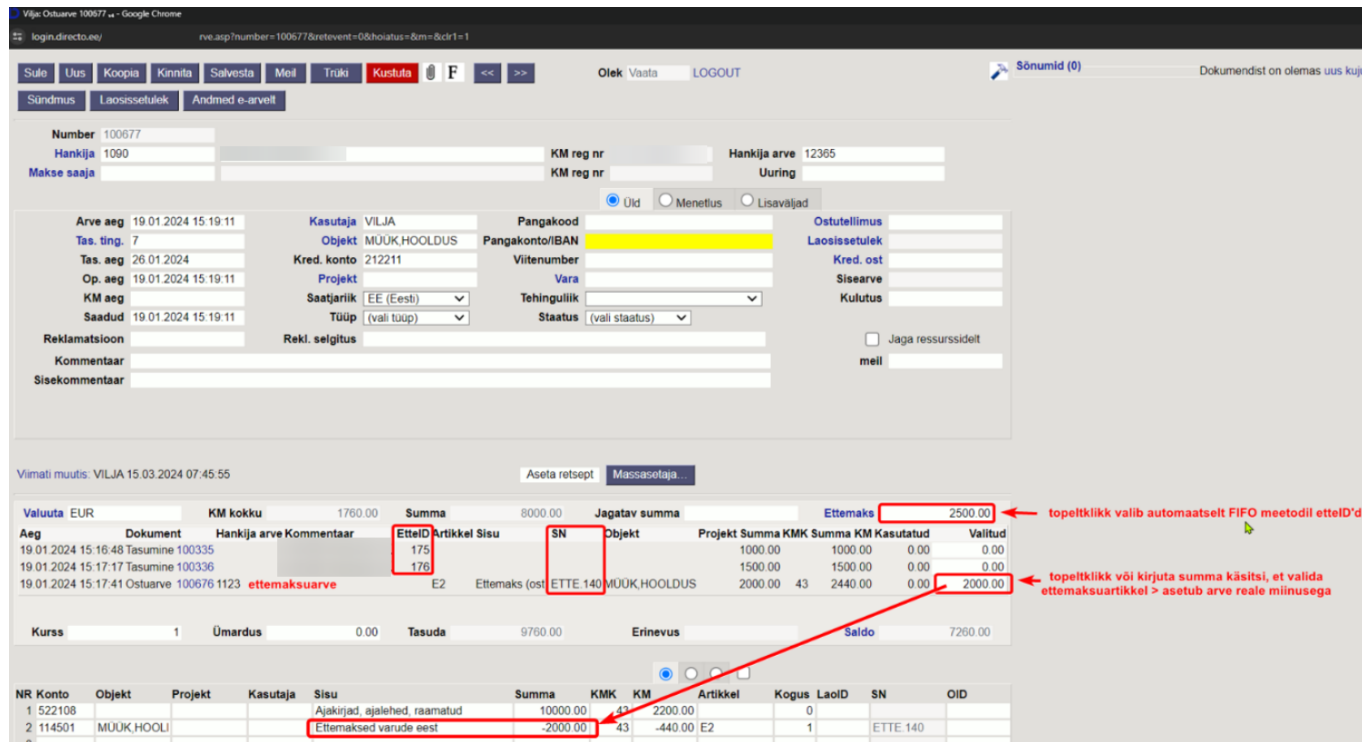 Vilja: Ostuarve 100677 - Google Chrome
login.directo.ee/ rve.asp?number=100677&retevent=0&hoiatus=&m=&clr1=1
Sule Uus Koopia Kinnita Salvesta Meil Trüki Kustuta F << >> Olek Vaata LOGOUT Sõnumid (0) Dokumendist on olemas uus kuju
Sündmus Laosissetulek Andmed e-arvelt
Number 100677
Hankija 1090 KM reg nr Hankija arve 12365
Makse saaja KM reg nr Uuring
Üld Menetlus Lisaväljad
Arve aeg 19.01.2024 15:19:11 Kasutaja VILJA Pangakood Ostutellimus
Tas. ting. 7 Objekt MÜÜK,HOOLDUS Pangakonto/IBAN Laosissetulek
Tas. aeg 26.01.2024 Kred. konto 212211 Viitenumber Kred. ost
Op. aeg 19.01.2024 15:19:11 Projekt Vara Sisearve
KM aeg Saatjariik EE (Eesti) Tehinguliik Kulutus
Saadud 19.01.2024 15:19:11 Tüüp (vali tüüp) Staatus (vali staatus)
Reklamatsioon Rekl. selgitus Jaga ressurssidelt
Kommentaar meil
Sisekommentaar
Viimati muutis: VILJA 15.03.2024 07:45:55 Aseta retsept Massasetaja...
Valuuta EUR KM kokku 1760.00 Summa 8000.00 Jagatav summa Ettemaks 2500.00 topeltklikk valib automaatselt FIFO meetodil etteID'd
Aeg Dokument Hankija arve Kommentaar EtteID Artikkel Sisu SN Objekt Projekt Summa KMK Summa KM Kasutatud Valitud
19.01.2024 15:16:48 Tasumine 100335 175 1000.00 1000.00 0.00 0.00
19.01.2024 15:17:17 Tasumine 100336 176 1500.00 1500.00 0.00 0.00
19.01.2024 15:17:41 Ostuarve 100676 1123 ettemaksuarve E2 Ettemaks (ost ETTE.140 MÜÜK,HOOLDUS 2000.00 43 2440.00 0.00 2000.00
topeltklikk või kirjuta summa käsitsi, et valida
ettemaksuartikkel > asetub arve reale miinusega
Kurss 1 Ümardus 0.00 Tasuda 9760.00 Erinevus Saldo 7260.00
NR Konto Objekt Projekt Kasutaja Sisu Summa KMK KM Artikkel Kogus LaoID SN OID
1 522108 Ajakirjad, ajalehed, raamatud 10000.00 43 2200.00 0
2 114501 MÜÜK,HOOLI Ettemaksed varude eest -2000.00 43 -440.00 E2 1 ETTE.140